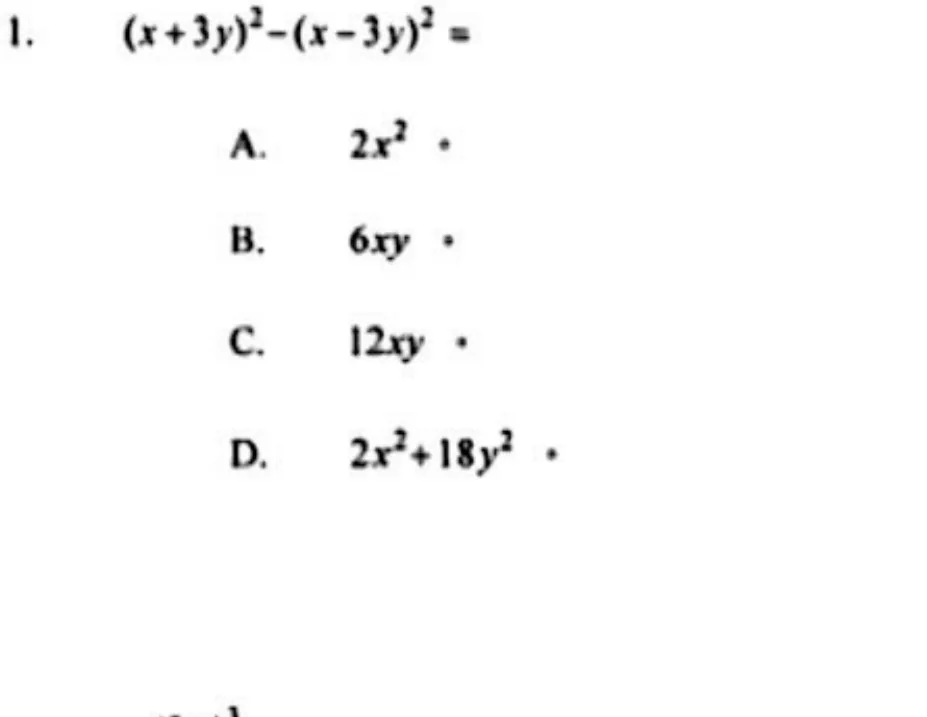 1. (x+3y)²-(x-3y)² =
A. 2x² .
B. 6xy .
C. 12xy .
D. 2x²+18y² .